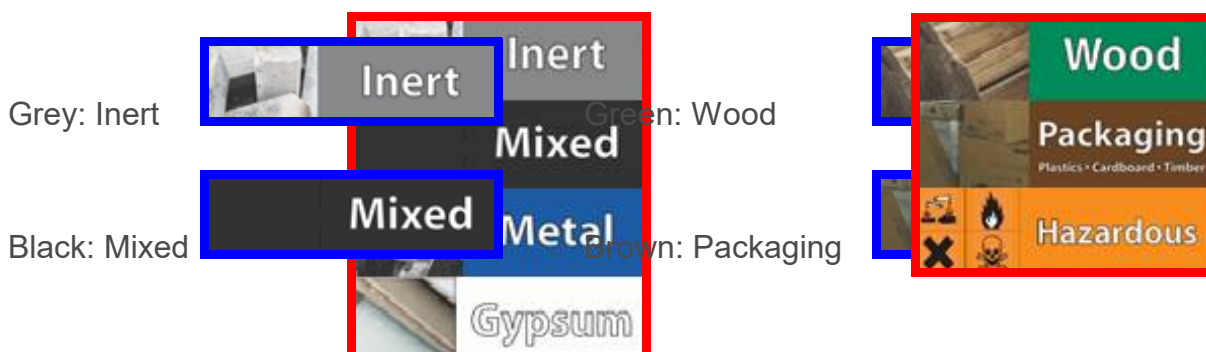 Grey: Inert
Inert
Inert
Green: Wood
Wood
Mixed
Packaging
Plastics • Cardboard • Timber
Black: Mixed
Mixed
Metal
Brown: Packaging
Hazardous
Gypsum